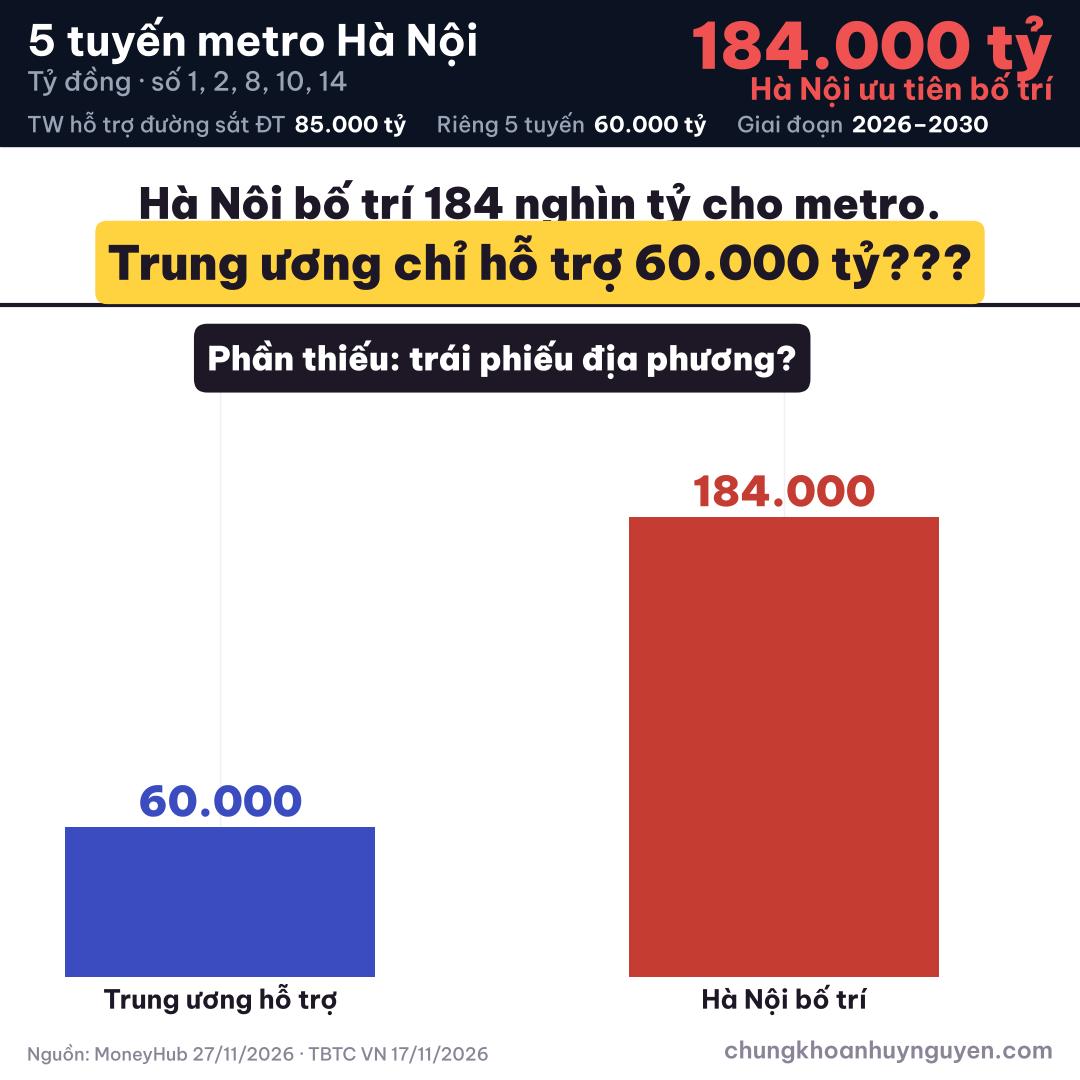 5 tuyến metro Hà Nội
184.000 tỷ
Tỷ đồng · số 1, 2, 8, 10, 14
Hà Nội ưu tiên bố trí
TW hỗ trợ đường sắt ĐT 85.000 tỷ Riêng 5 tuyến 60.000 tỷ Giai đoạn 2026–2030
Hà Nội bố trí 184 nghìn tỷ cho metro.
Trung ương chỉ hỗ trợ 60.000 tỷ???
Phần thiếu: trái phiếu địa phương?
184.000
60.000
Trung ương hỗ trợ
Hà Nội bố trí
Nguồn: MoneyHub 27/11/2026 · TBTC VN 17/11/2026
chungkhoanhuynguyen.com